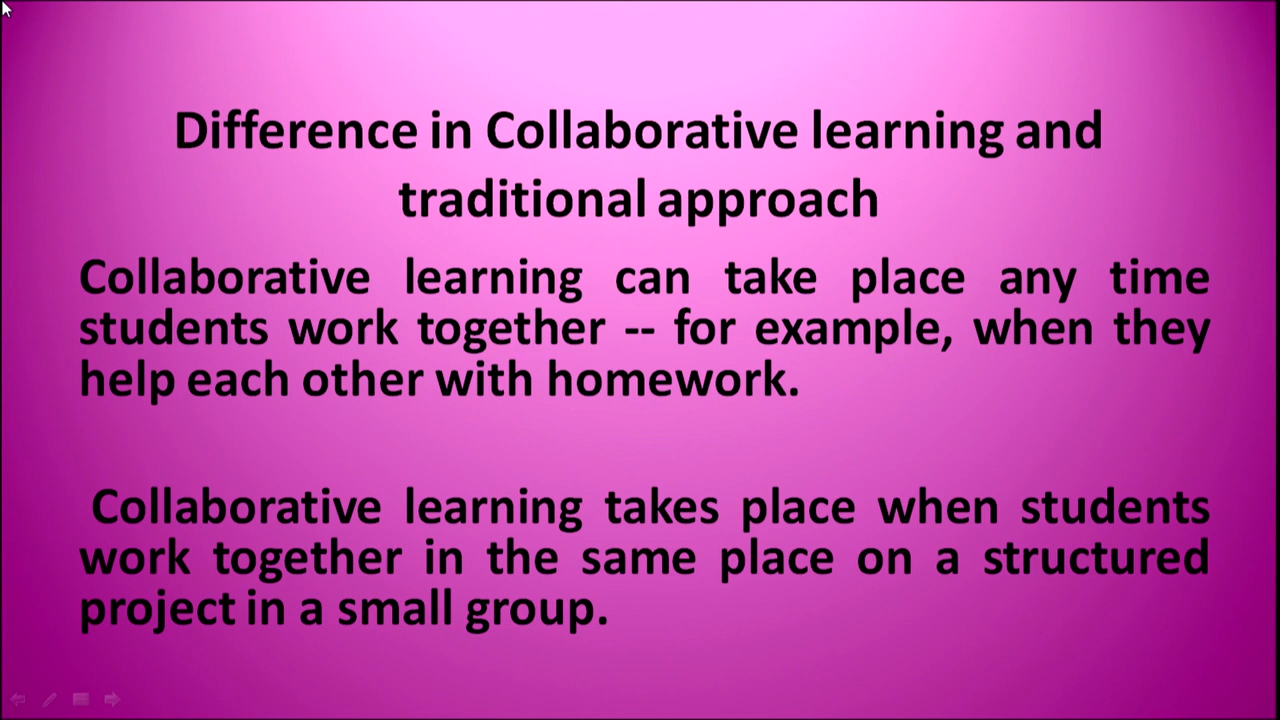 Difference in Collaborative learning and
traditional approach
Collaborative learning can take place any time
students work together -- for example, when they
help each other with homework.
Collaborative learning takes place when students
work together in the same place on a structured
project in a small group.